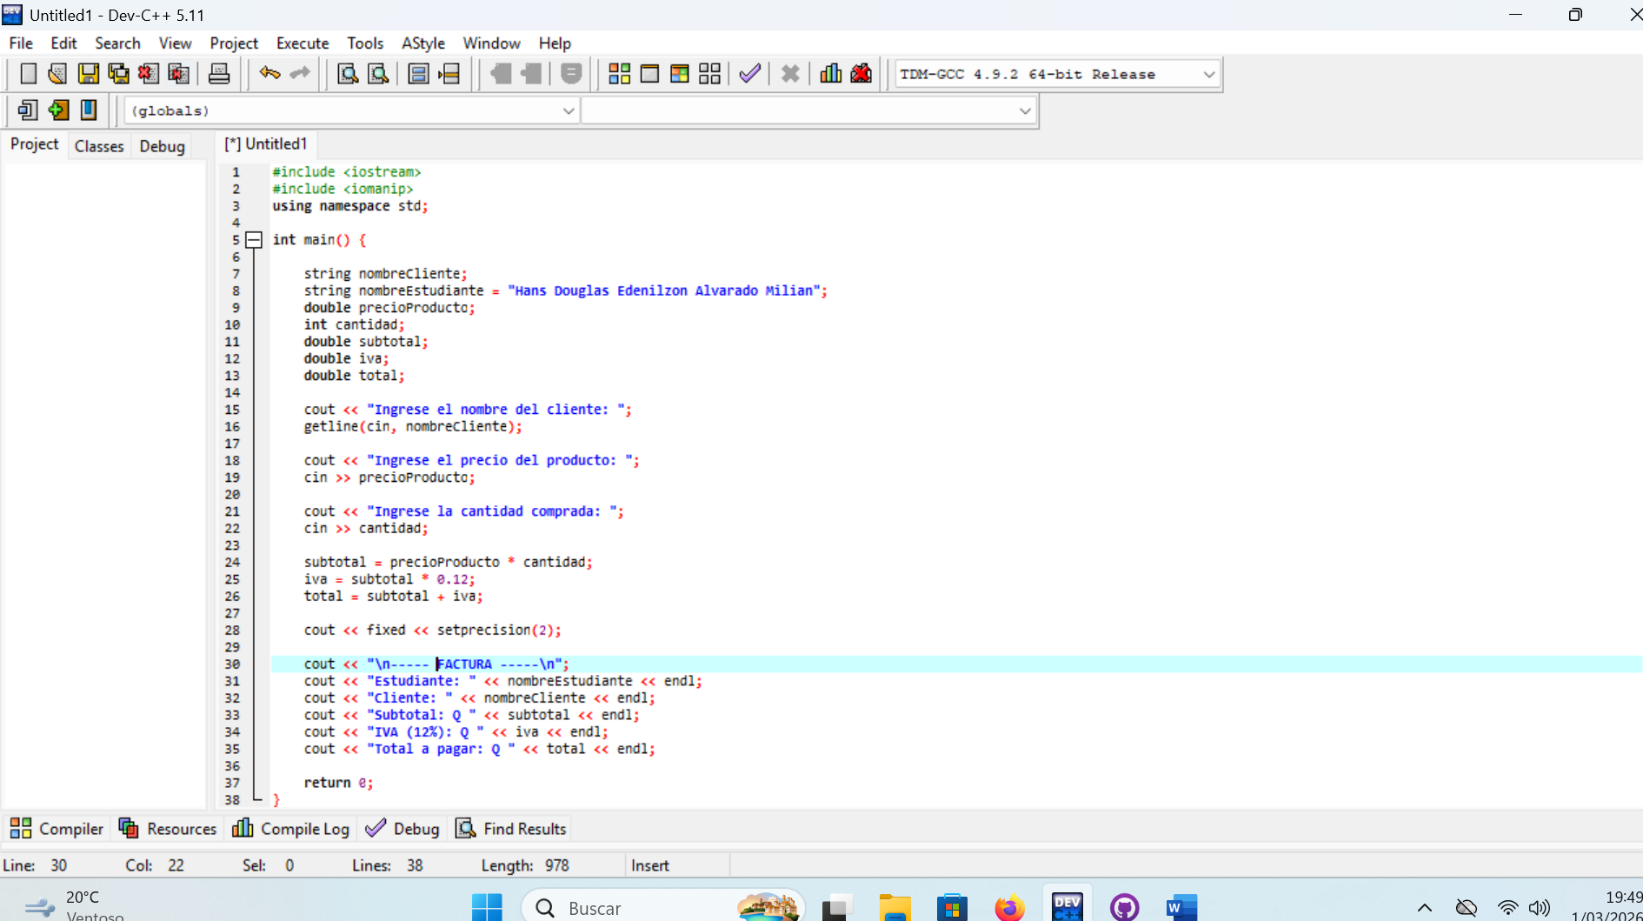 Untitled1 - Dev-C++ 5.11
File Edit Search View Project Execute Tools AStyle Window Help
TDM-GCC 4.9.2 64-bit Release
(globals)
Project Classes Debug [*] Untitled1
1 #include <iostream>
2 #include <iomanip>
3 using namespace std;
4
5 int main() {
6
7 string nombreCliente;
8 string nombreEstudiante = "Hans Douglas Edenilzon Alvarado Milian";
9 double precioProducto;
10 int cantidad;
11 double subtotal;
12 double iva;
13 double total;
14
15 cout << "Ingrese el nombre del cliente: ";
16 getline(cin, nombreCliente);
17
18 cout << "Ingrese el precio del producto: ";
19 cin >> precioProducto;
20
21 cout << "Ingrese la cantidad comprada: ";
22 cin >> cantidad;
23
24 subtotal = precioProducto * cantidad;
25 iva = subtotal * 0.12;
26 total = subtotal + iva;
27
28 cout << fixed << setprecision(2);
29
30 cout << "\n----- FACTURA -----\n";
31 cout << "Estudiante: " << nombreEstudiante << endl;
32 cout << "Cliente: " << nombreCliente << endl;
33 cout << "Subtotal: Q " << subtotal << endl;
34 cout << "IVA (12%): Q " << iva << endl;
35 cout << "Total a pagar: Q " << total << endl;
36
37 return 0;
38 }
Compiler Resources Compile Log Debug Find Results
Line: 30 Col: 22 Sel: 0 Lines: 38 Length: 978 Insert
20°C
Ventoso
Buscar
DEV
W
19:49
1/03/2026